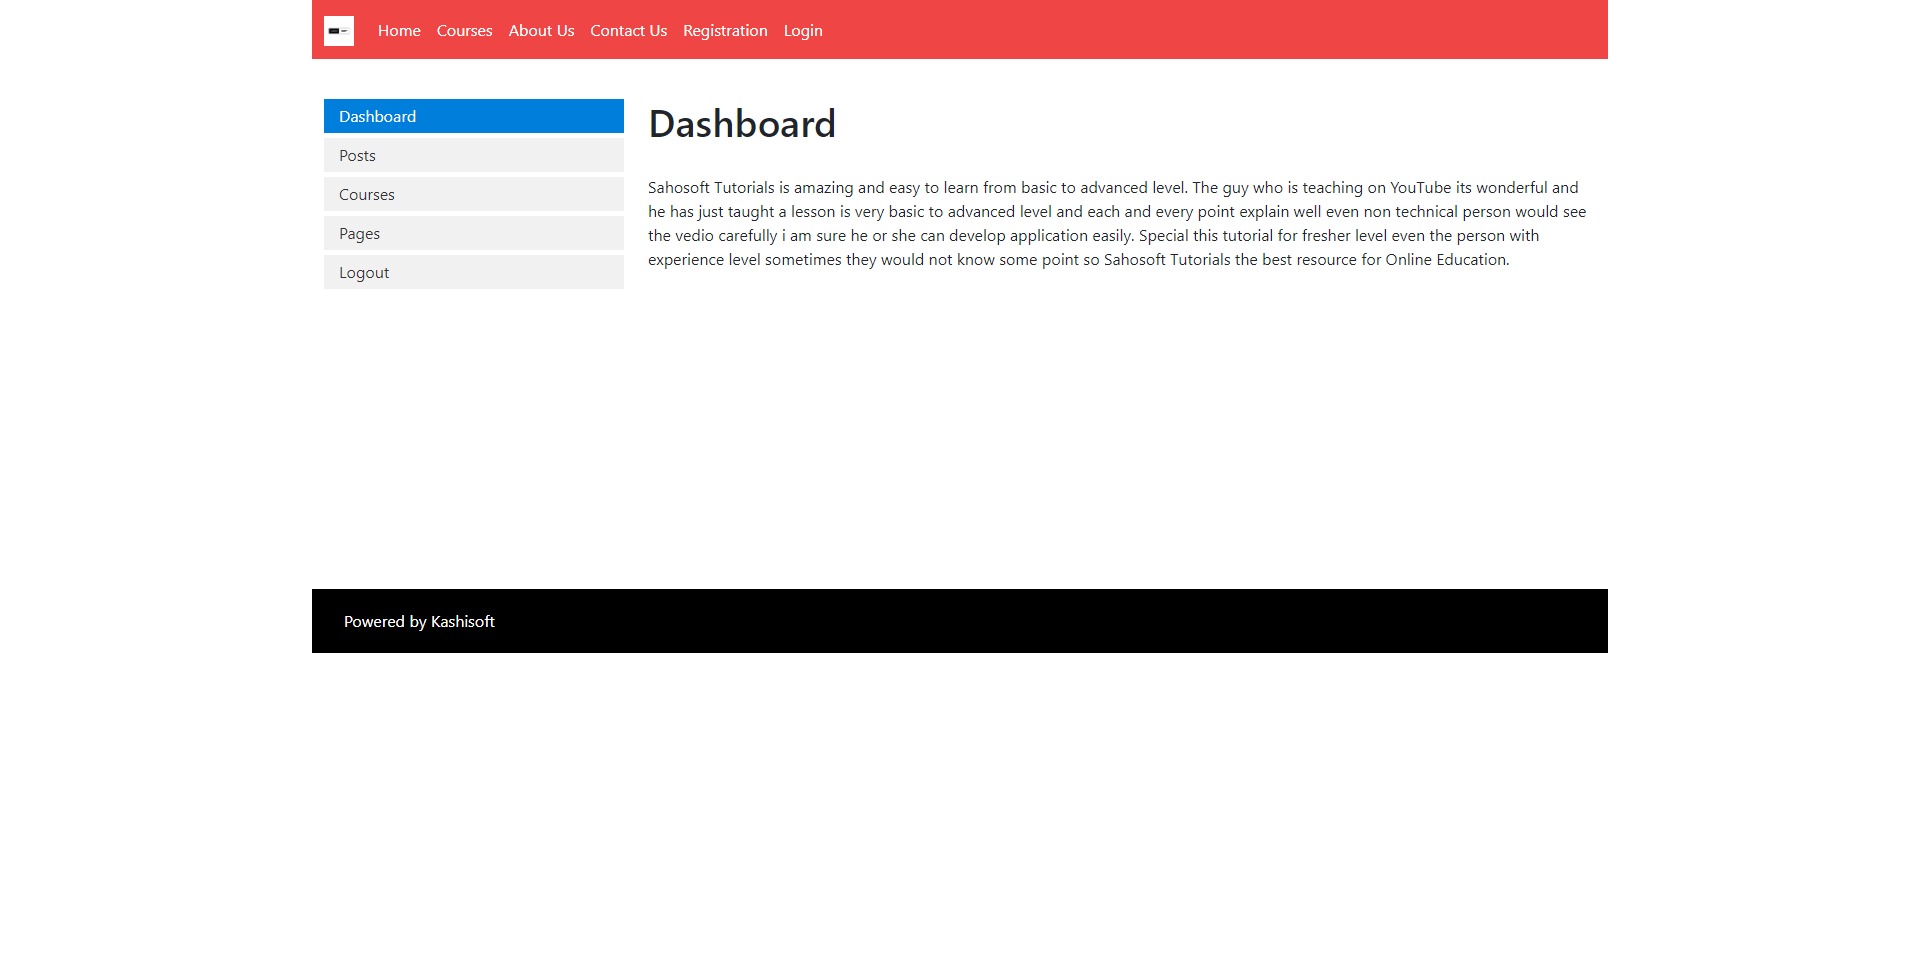 Home Courses About Us Contact Us Registration Login
Dashboard
Posts
Courses
Pages
Logout
Dashboard
Sahosoft Tutorials is amazing and easy to learn from basic to advanced level. The guy who is teaching on YouTube its wonderful and
he has just taught a lesson is very basic to advanced level and each and every point explain well even non technical person would see
the vedio carefully i am sure he or she can develop application easily. Special this tutorial for fresher level even the person with
experience level sometimes they would not know some point so Sahosoft Tutorials the best resource for Online Education.
Powered by Kashisoft